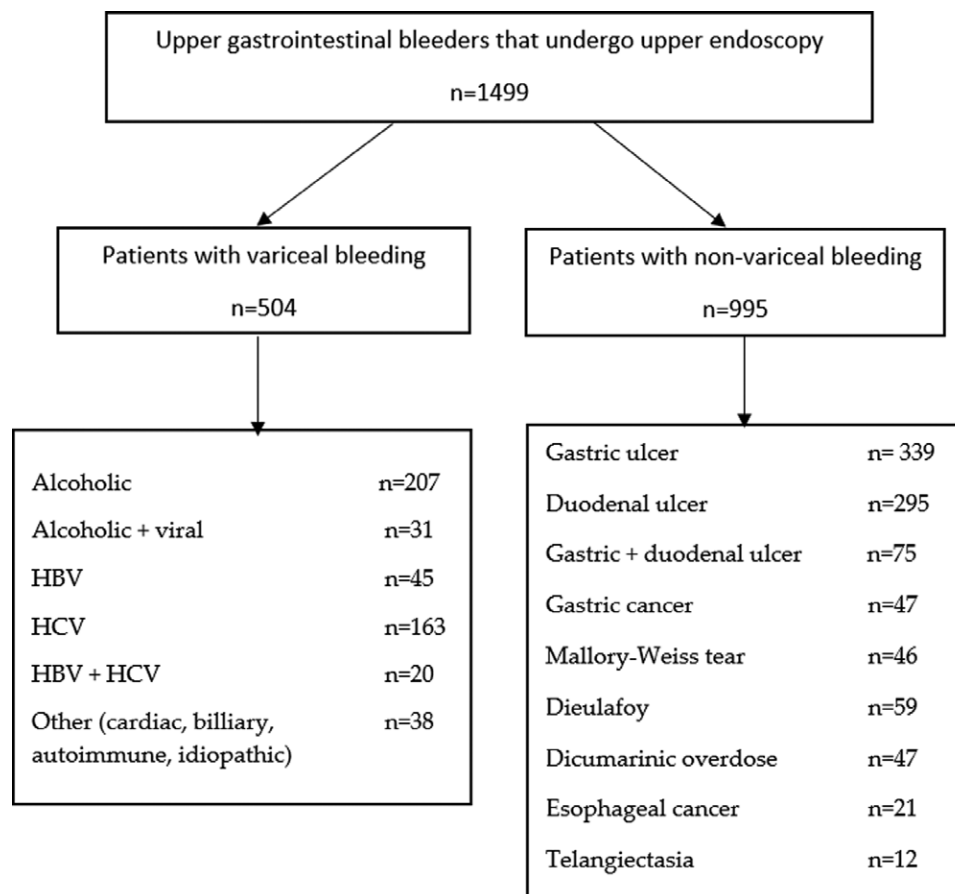 Upper gastrointestinal bleeders that undergo upper endoscopy
n=1499
Patients with variceal bleeding
n=504
Patients with non-variceal bleeding
n=995
Alcoholic n=207
Alcoholic + viral n=31
HBV n=45
HCV n=163
HBV + HCV n=20
Other (cardiac, billiary, n=38
autoimmune, idiopathic)
Gastric ulcer n= 339
Duodenal ulcer n=295
Gastric + duodenal ulcer n=75
Gastric cancer n=47
Mallory-Weiss tear n=46
Dieulafoy n=59
Dicumarinic overdose n=47
Esophageal cancer n=21
Telangiectasia n=12